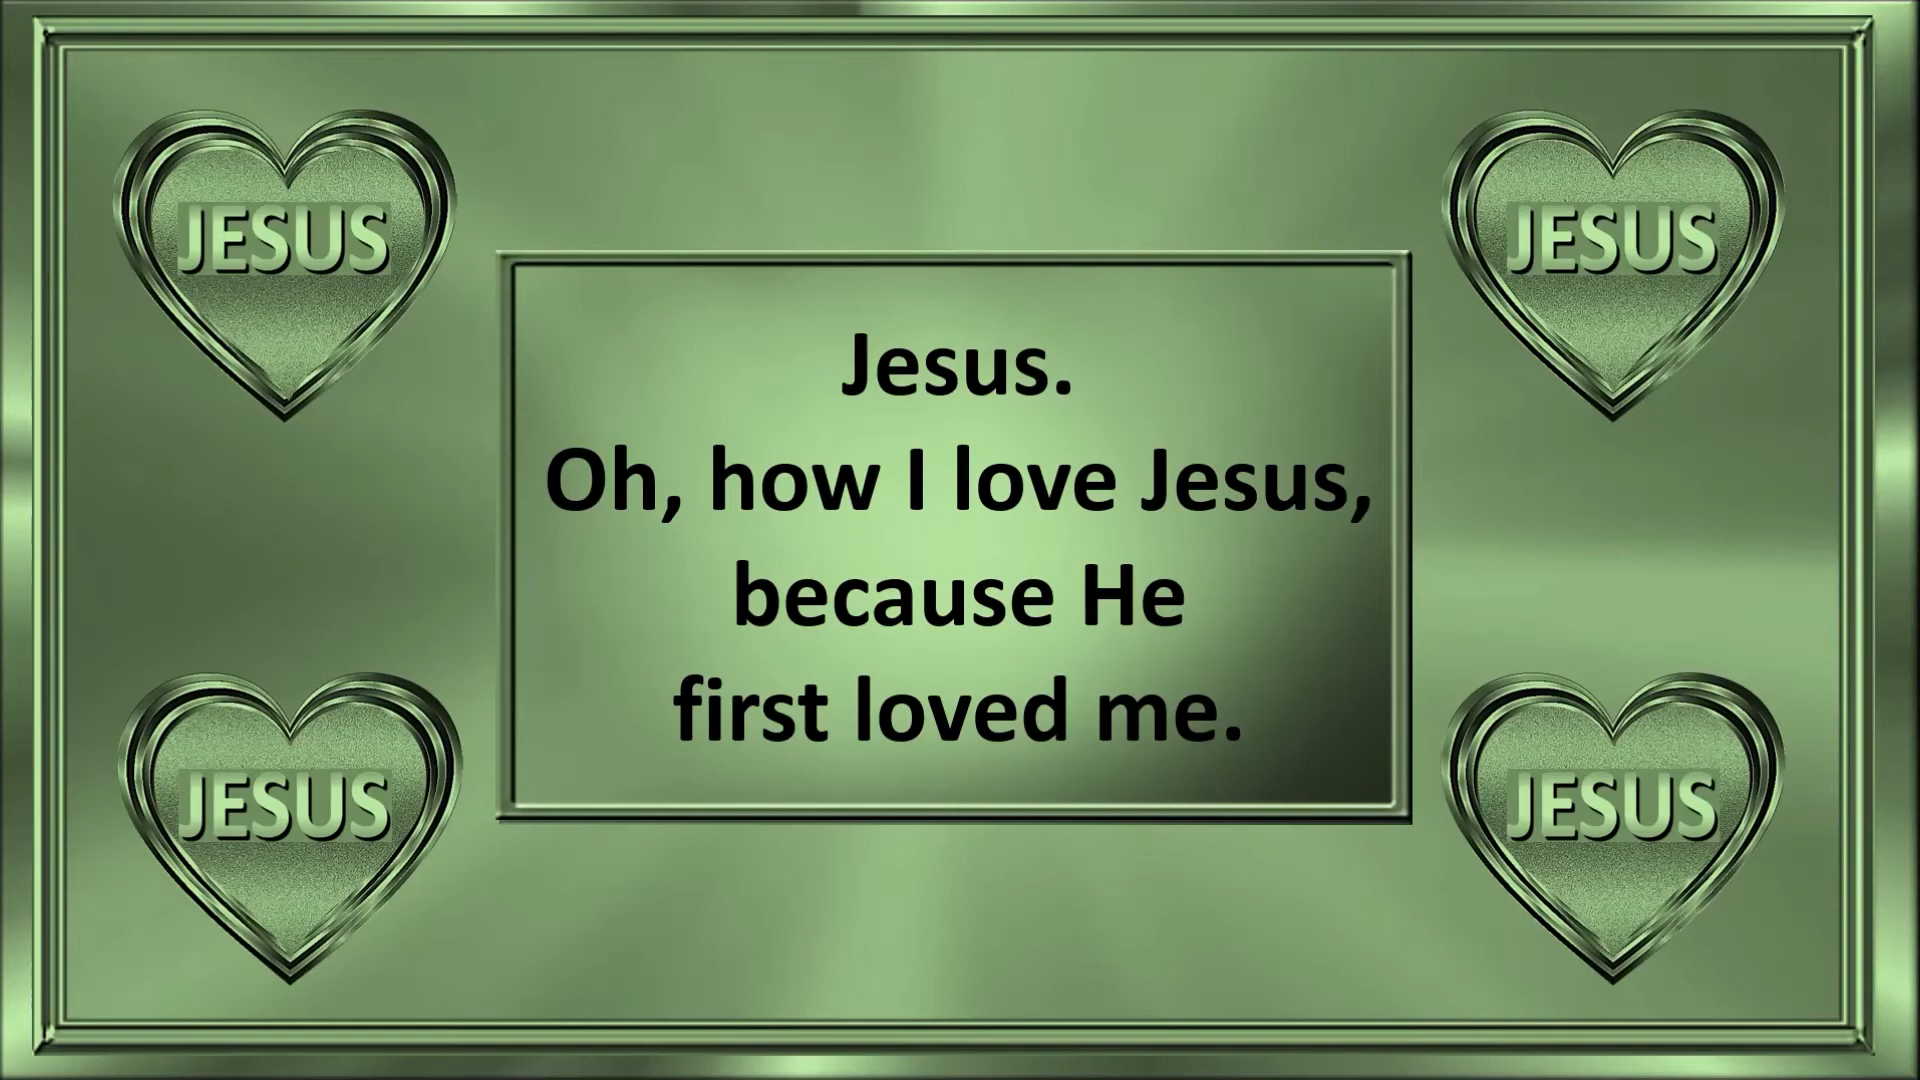 JESUS
JESUS
Jesus.
Oh, how I love Jesus,
because He
first loved me.
JESUS
JESUS